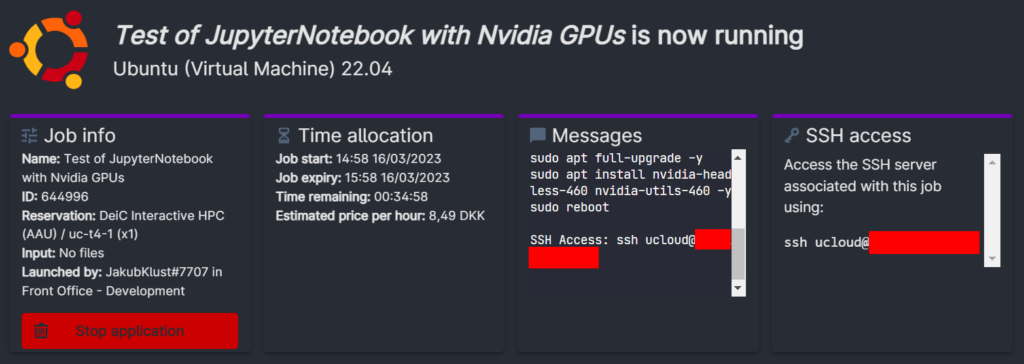 Test of JupyterNotebook with Nvidia GPUs is now running
Ubuntu (Virtual Machine) 22.04
Job info
Name: Test of JupyterNotebook
with Nvidia GPUs
ID: 644996
Reservation: DeiC Interactive HPC
(AAU) / uc-t4-1 (x1)
Input: No files
Launched by: JakubKlust#7707 in
Front Office - Development
Stop application
Time allocation
Job start: 14:58 16/03/2023
Job expiry: 15:58 16/03/2023
Time remaining: 00:34:58
Estimated price per hour: 8,49 DKK
Messages
sudo apt full-upgrade -y
sudo apt install nvidia-head
less-460 nvidia-utils-460 -y
sudo reboot
SSH Access: ssh ucloud@
SSH access
Access the SSH server
associated with this job
using:
ssh ucloud@